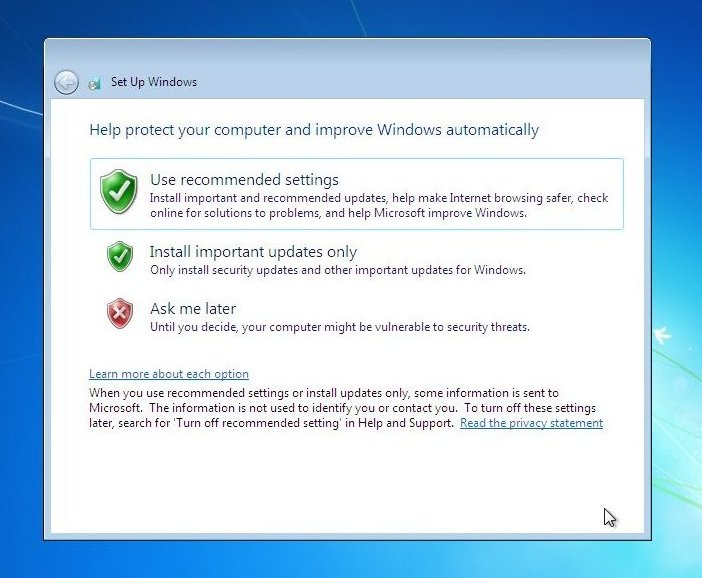 Set Up Windows
Help protect your computer and improve Windows automatically
Use recommended settings
Install important and recommended updates, help make Internet browsing safer, check
online for solutions to problems, and help Microsoft improve Windows.
Install important updates only
Only install security updates and other important updates for Windows.
Ask me later
Until you decide, your computer might be vulnerable to security threats.
Learn more about each option
When you use recommended settings or install updates only, some information is sent to
Microsoft. The information is not used to identify you or contact you. To turn off these settings
later, search for 'Turn off recommended setting' in Help and Support. Read the privacy statement